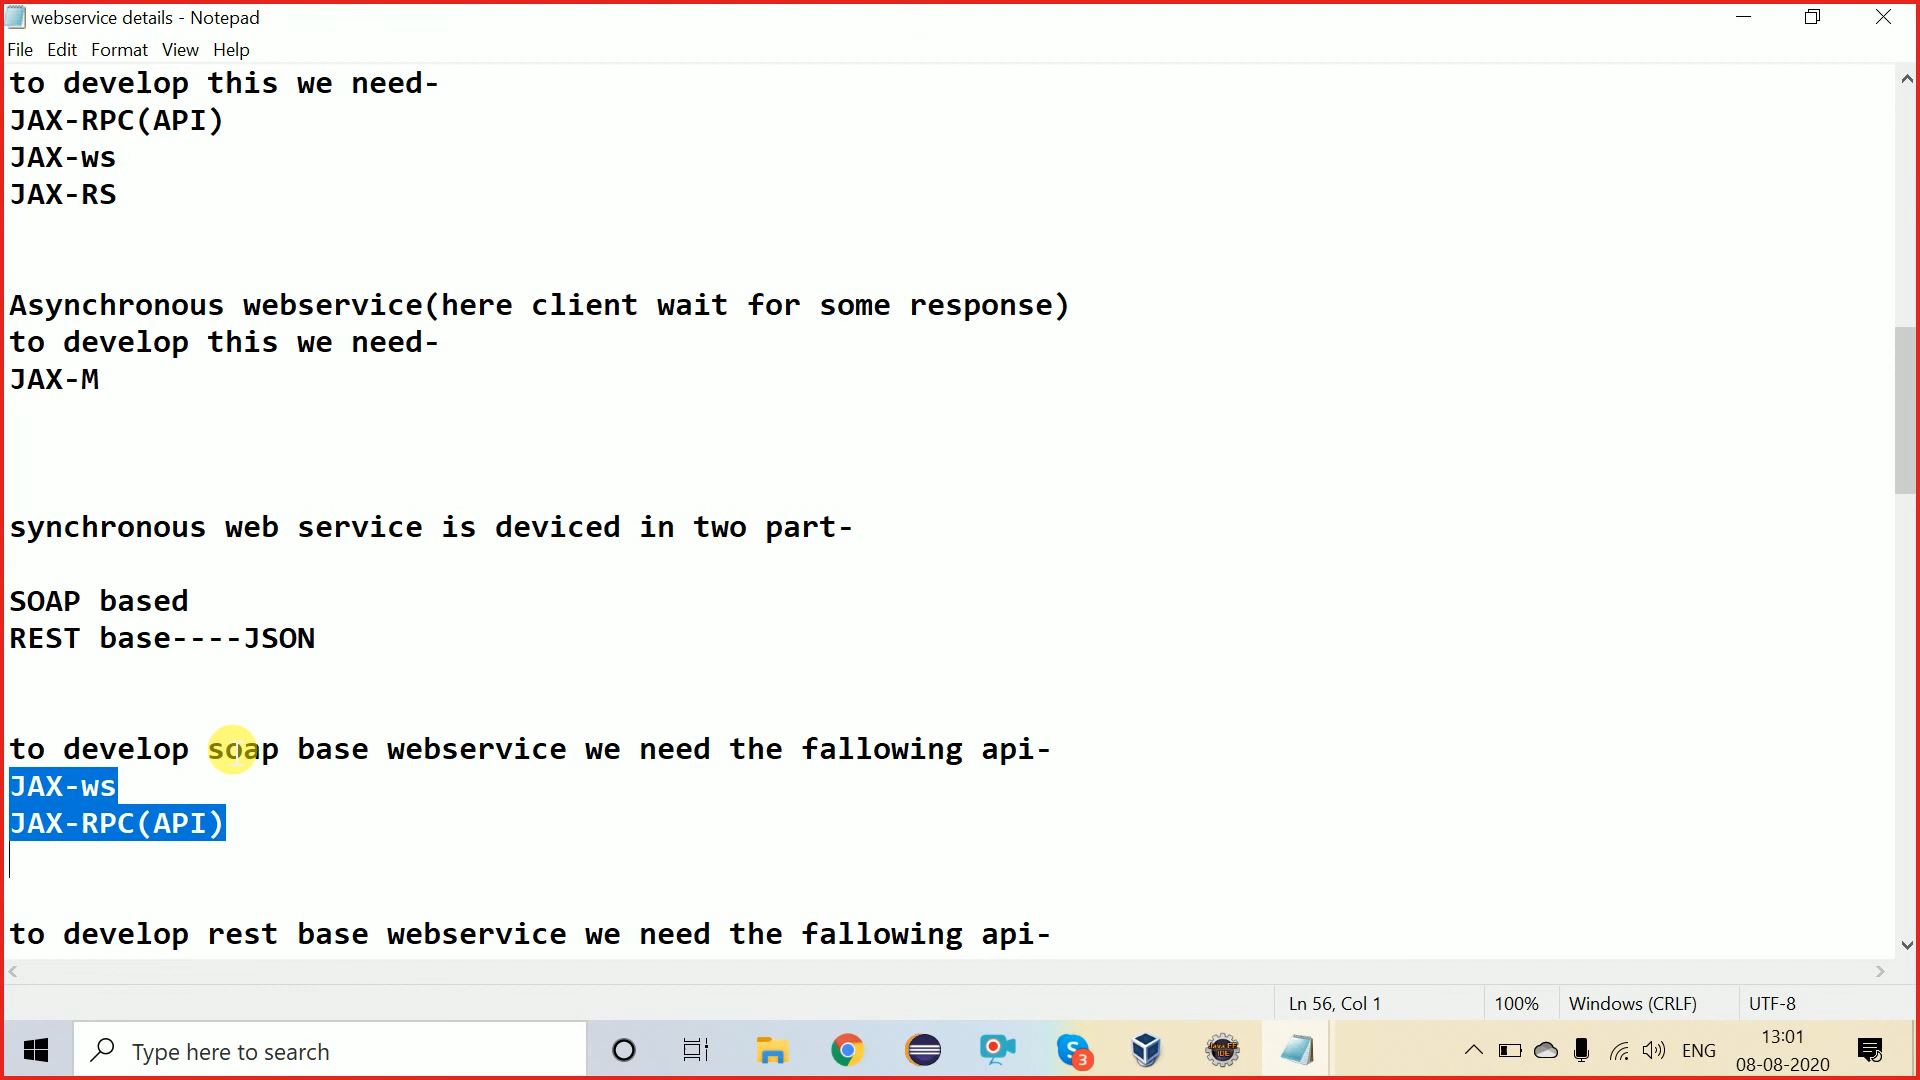 webservice details - Notepad
File Edit Format View Help
to develop this we need-
JAX-RPC(API)
JAX-ws
JAX-RS
Asynchronous webservice(here client wait for some response)
to develop this we need-
JAX-M
synchronous web service is deviced in two part-
SOAP based
REST base----JSON
to develop soap base webservice we need the fallowing api-
JAX-ws
JAX-RPC(API)
to develop rest base webservice we need the fallowing api-
Ln 56, Col 1 100% Windows (CRLF) UTF-8
Type here to search
3
JAVA EE
IDE
ENG
13:01
08-08-2020